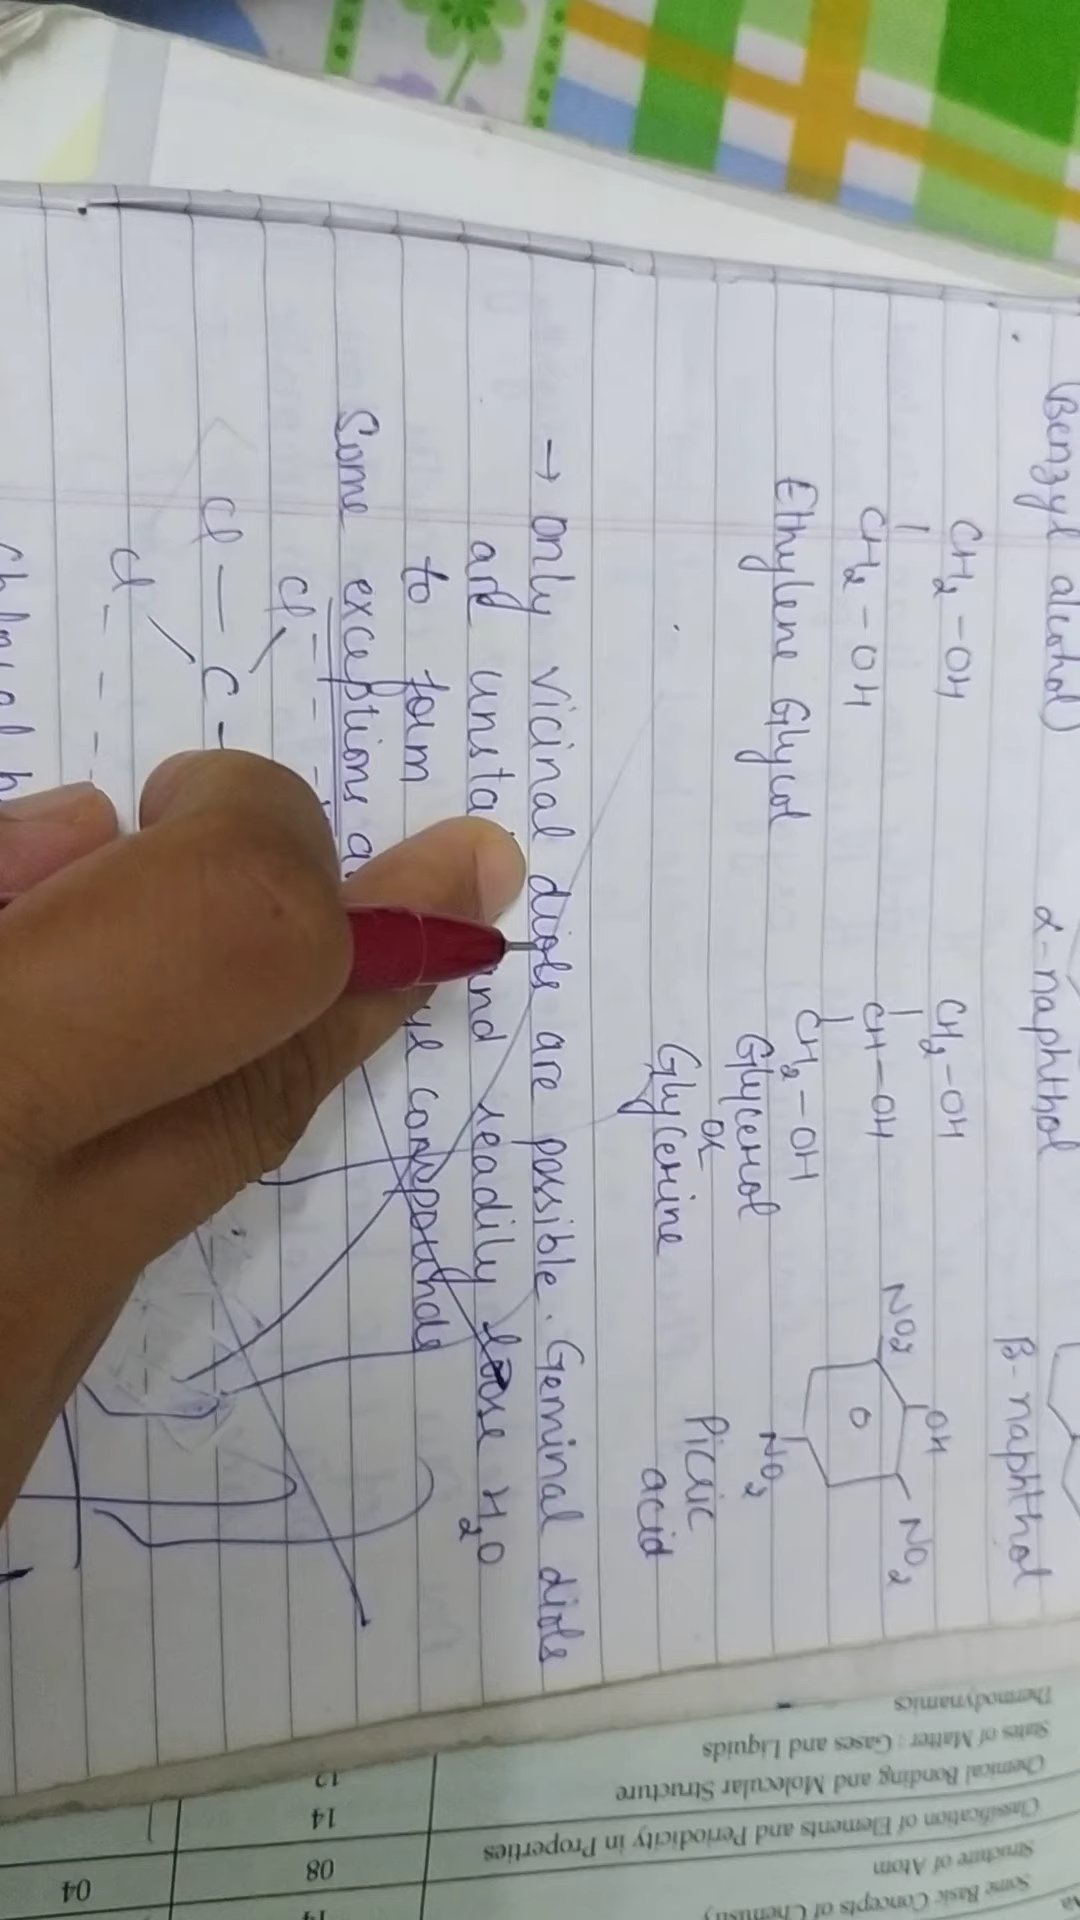 (Benzyl alcohol)
α-naphthol
β-naphthol
CH2-OH
CH2-OH
Ethylene Glycol
CH2-OH
CH-OH
CH2-OH
Glycerol
or
Glycerine
OH
NO2
NO2
NO2
Picric
acid
→ Only vicinal diols are possible. Geminal diols
are and readily lose H2O
to form compounds
Some exceptions
Cl
Cl-C-
Cl
Thermodynamics
States of Matter : Gases and Liquids
Chemical Bonding and Molecular Structure
12
Classification of Elements and Periodicity in Properties
14
Structure of Atom
08
04
Some Basic Concepts of Chemistry